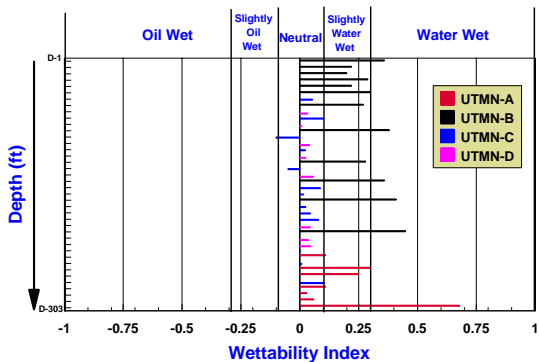 Oil Wet
Slightly
Oil
Wet
Neutral
Slightly
Water
Wet
Water Wet
D-1
UTMN-A
UTMN-B
UTMN-C
UTMN-D
Depth (ft)
D-303
-1
-0.75
-0.5
-0.25
0
0.25
0.5
0.75
1
Wettability Index